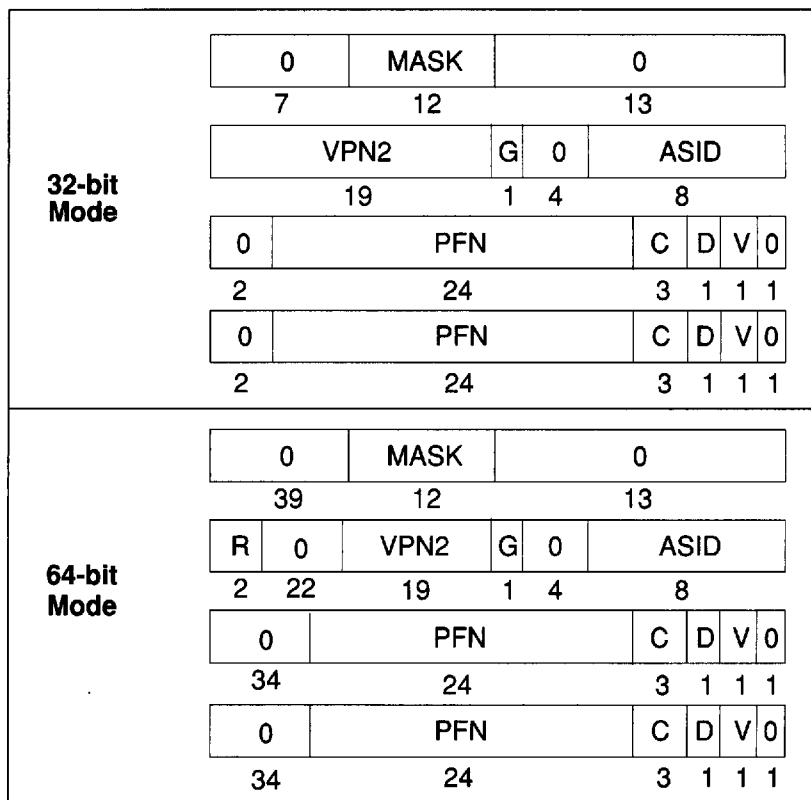 0 MASK 0
7 12 13
VPN2 G 0 ASID
32-bit
Mode
19 1 4 8
0 PFN C D V 0
2 24 3 1 1 1
0 PFN C D V 0
2 24 3 1 1 1
0 MASK 0
39 12 13
R 0 VPN2 G 0 ASID
64-bit
Mode
2 22 19 1 4 8
0 PFN C D V 0
34 24 3 1 1 1
0 PFN C D V 0
34 24 3 1 1 1